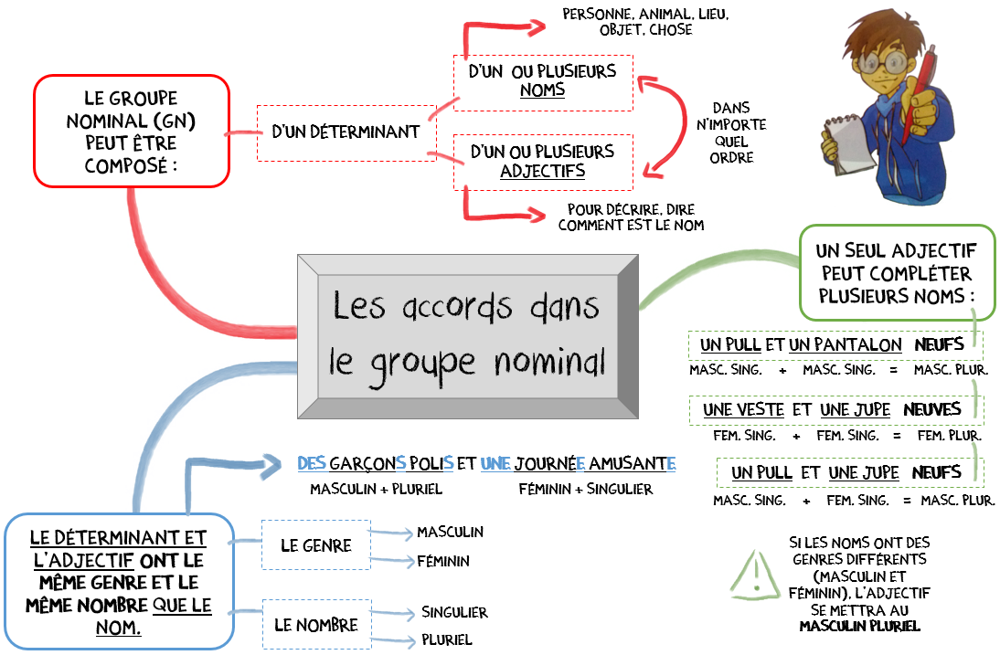 LE GROUPE
NOMINAL (GN)
PEUT ÊTRE
COMPOSÉ :
D'UN DÉTERMINANT
PERSONNE, ANIMAL, LIEU,
OBJET, CHOSE
D'UN OU PLUSIEURS
NOMS
D'UN OU PLUSIEURS
ADJECTIFS
DANS
N'IMPORTE
QUEL
ORDRE
POUR DÉCRIRE, DIRE
COMMENT EST LE NOM
Les accords dans
le groupe nominal
UN SEUL ADJECTIF
PEUT COMPLÉTER
PLUSIEURS NOMS :
UN PULL ET UN PANTALON NEUFS
MASC. SING. + MASC. SING. = MASC. PLUR.
UNE VESTE ET UNE JUPE NEUVES
FEM. SING. + FEM. SING. = FEM. PLUR.
UN PULL ET UNE JUPE NEUFS
MASC. SING. + FEM. SING. = MASC. PLUR.
SI LES NOMS ONT DES
GENRES DIFFÉRENTS
(MASCULIN ET
FÉMININ), L'ADJECTIF
SE METTRA AU
MASCULIN PLURIEL
DES GARÇONS POLIS ET UNE JOURNÉE AMUSANTE
MASCULIN + PLURIEL FÉMININ + SINGULIER
LE DÉTERMINANT ET
L'ADJECTIF ONT LE
MÊME GENRE ET LE
MÊME NOMBRE QUE LE
NOM.
LE GENRE
MASCULIN
FÉMININ
LE NOMBRE
SINGULIER
PLURIEL